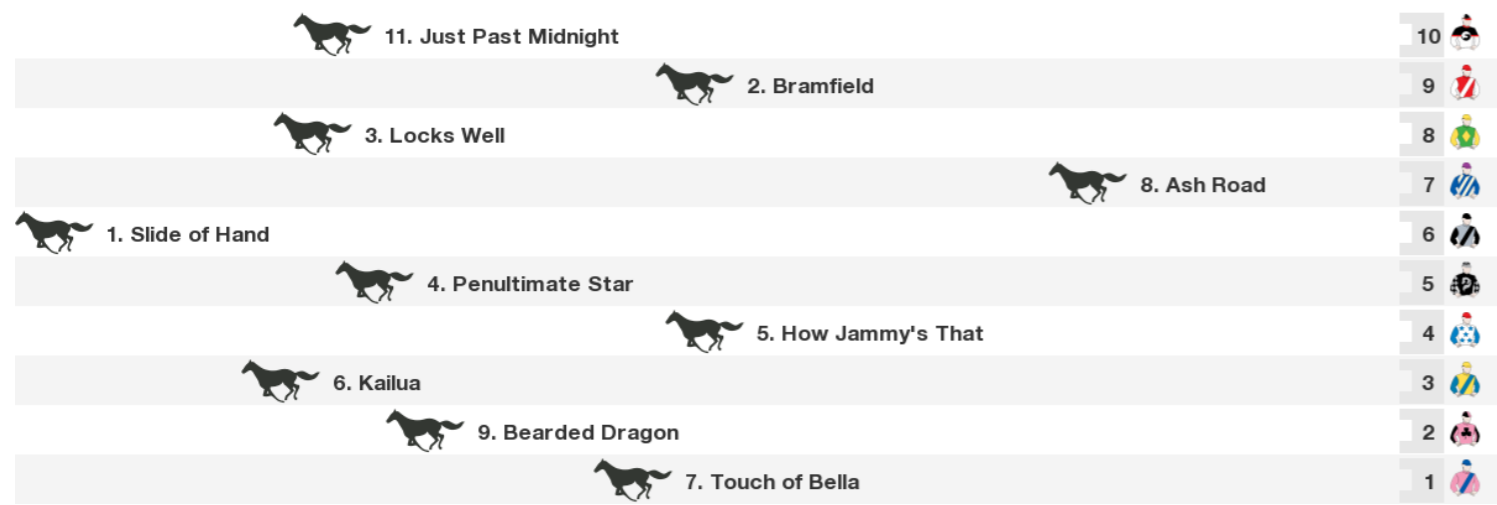 11. Just Past Midnight 10
2. Bramfield 9
3. Locks Well 8
8. Ash Road 7
1. Slide of Hand 6
4. Penultimate Star 5
5. How Jammy's That 4
6. Kailua 3
9. Bearded Dragon 2
7. Touch of Bella 1